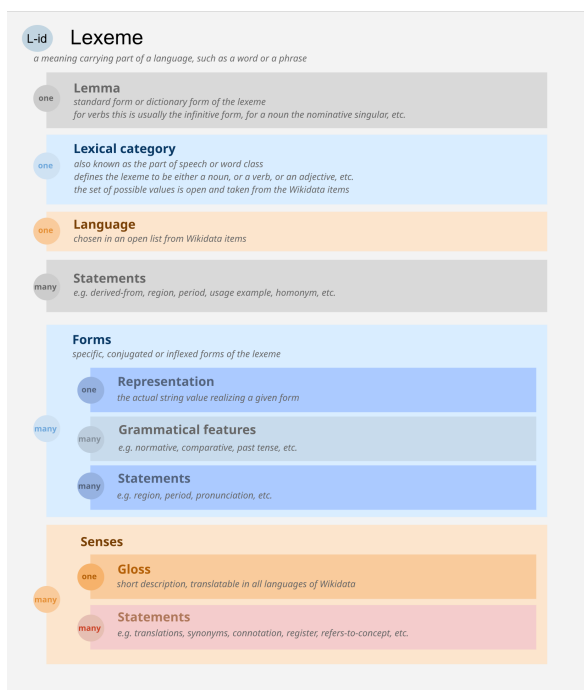 L-id Lexeme
a meaning carrying part of a language, such as a word or a phrase
one
Lemma
standard form or dictionary form of the lexeme
for verbs this is usually the infinitive form, for a noun the nominative singular, etc.
one
Lexical category
also known as the part of speech or word class
defines the lexeme to be either a noun, or a verb, or an adjective, etc.
the set of possible values is open and taken from the Wikidata items
one
Language
chosen in an open list from Wikidata items
many
Statements
e.g. derived-from, region, period, usage example, homonym, etc.
many
Forms
specific, conjugated or inflexed forms of the lexeme
one
Representation
the actual string value realizing a given form
many
Grammatical features
e.g. normative, comparative, past tense, etc.
many
Statements
e.g. region, period, pronunciation, etc.
many
Senses
one
Gloss
short description, translatable in all languages of Wikidata
many
Statements
e.g. translations, synonyms, connotation, register, refers-to-concept, etc.